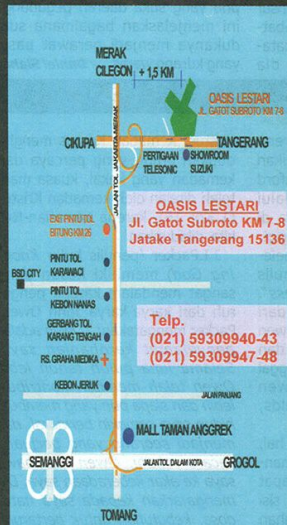 MERAK
CILEGON
± 1,5 KM
OASIS LESTARI
JL. GATOT SUBROTO KM 7-8
CIKUPA
TANGERANG
PERTIGAAN
TELESONIC
SHOWROOM
SUZUKI
JALAN TOL JAKARTA MERAK
OASIS LESTARI
Jl. Gatot Subroto KM 7-8
Jatake Tangerang 15136
EXIS PINTU TOL
BITUNG KM 26
PINTU TOL
KARAWACI
BSD CITY
PINTU TOL
KEBON NANAS
GERBANG TOL
KARANG TENGAH
Telp.
(021) 59309940-43
(021) 59309947-48
RS. GRAHA MEDIKA
KEBON JERUK
JALAN PANJANG
MALL TAMAN ANGGREK
SEMANGGI
JALAN TOL DALAM KOTA
GROGOL
TOMANG